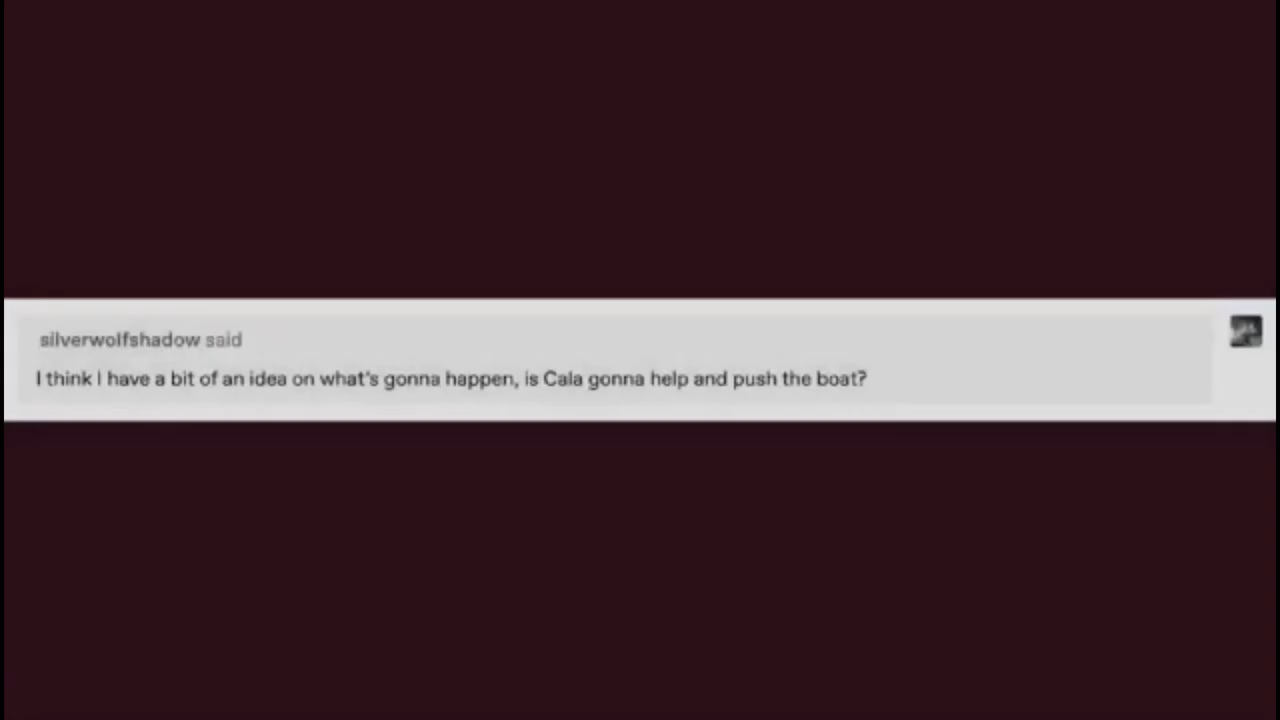 silverwolfshadow said
I think I have a bit of an idea on what's gonna happen, is Cala gonna help and push the boat?